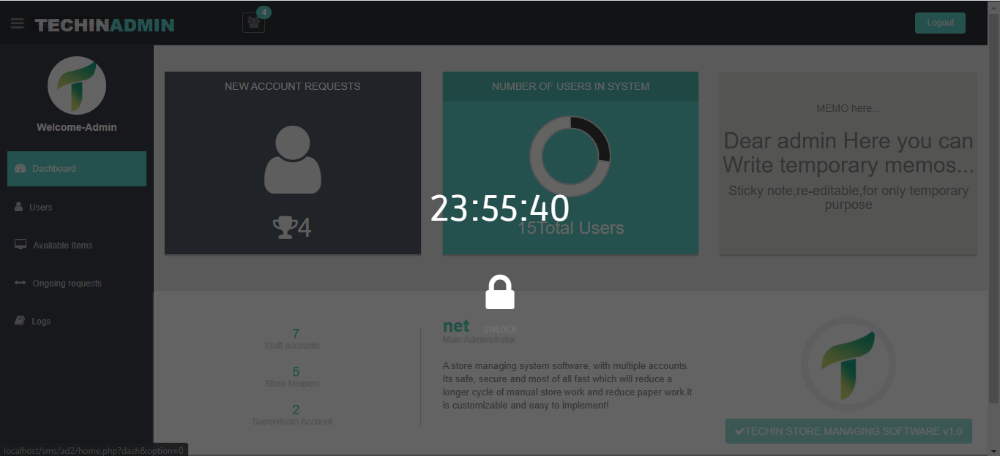 TECHINADMIN
4
Logout
Welcome-Admin
Dashboard
Users
Available Items
Ongoing requests
Logs
NEW ACCOUNT REQUESTS
4
NUMBER OF USERS IN SYSTEM
15Total Users
MEMO here...
Dear admin Here you can
Write temporary memos...
Sticky note,re-editable,for only temporary
purpose
23:55:40
UNLOCK
7
Staff accounts
5
Store keepers
2
Supervisors Account
net
Main Administrator
A store managing system software, with multiple accounts.
Its safe, secure and most of all fast which will reduce a
longer cycle of manual store work and reduce paper work.it
is customizable and easy to implement!
TECHIN STORE MANAGING SOFTWARE v1.0
localhost/sms/ad2/home.php?dash&option=0